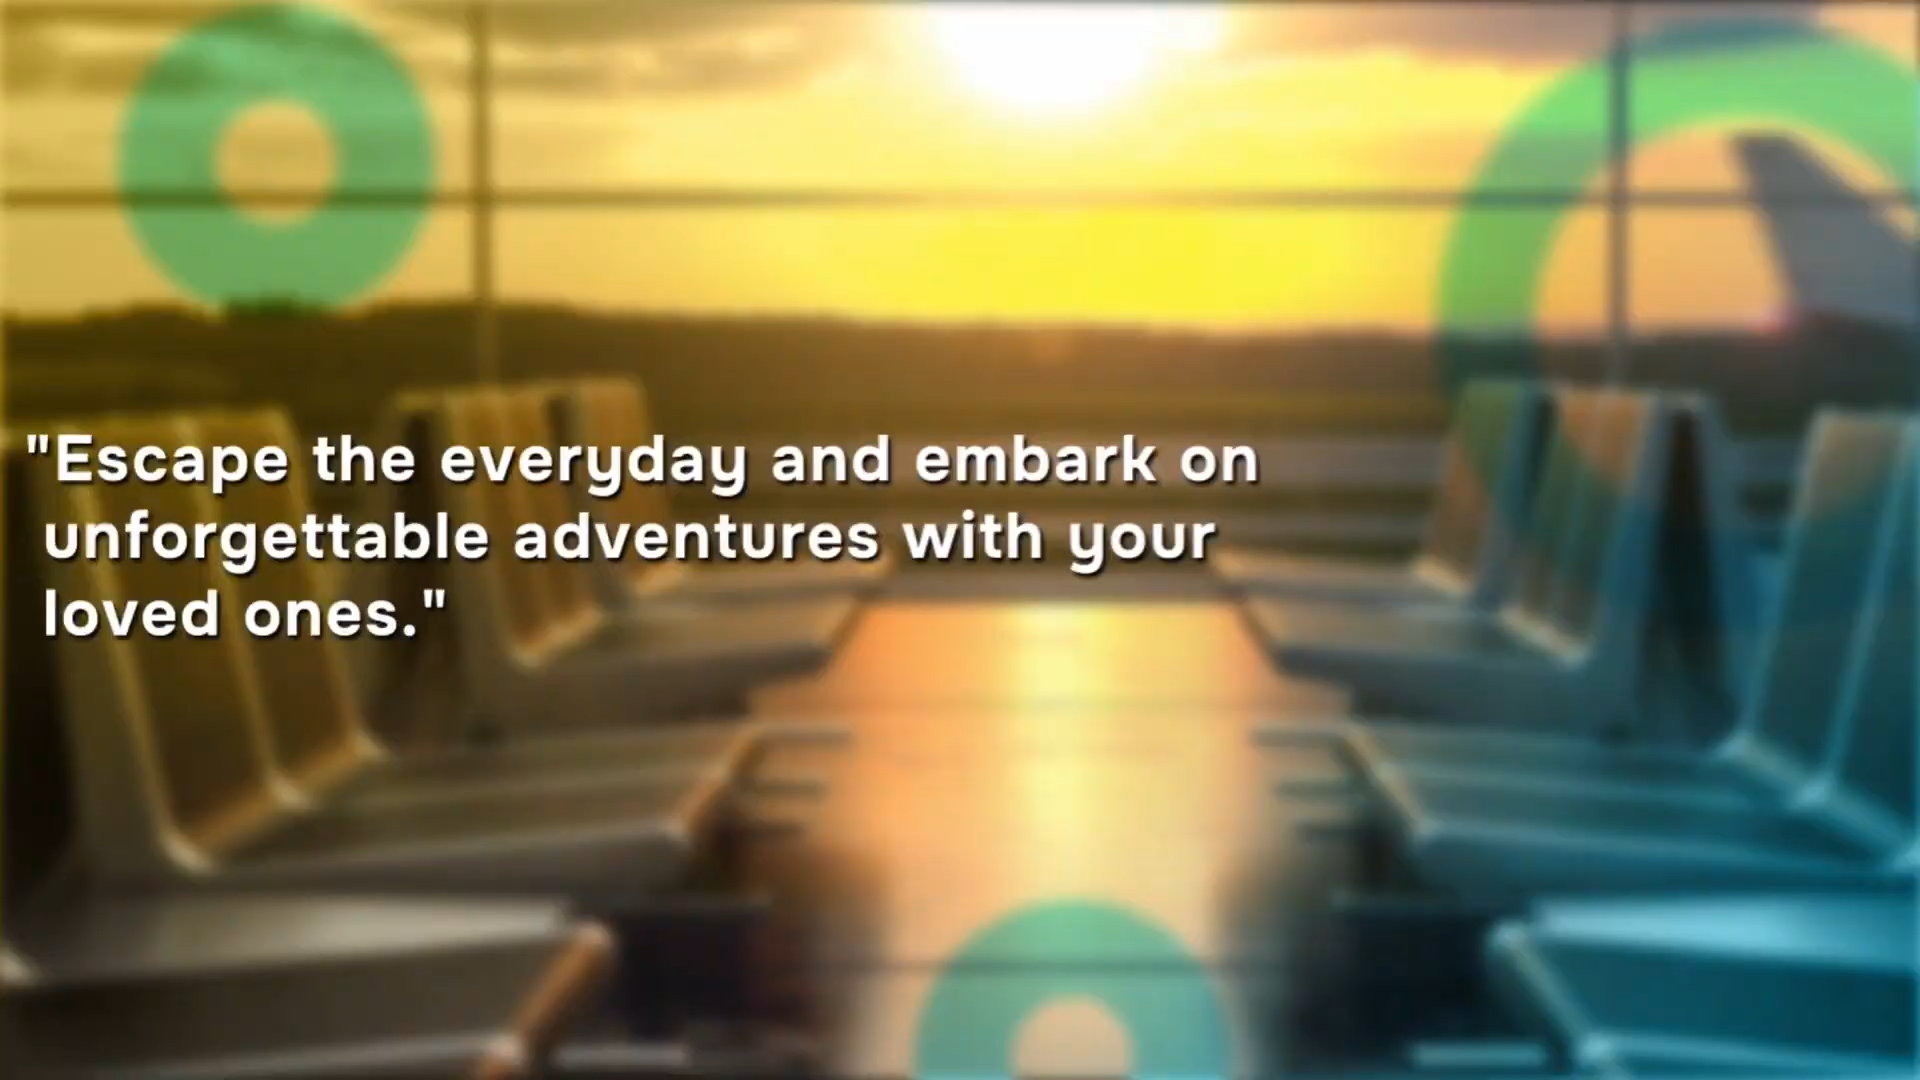 "Escape the everyday and embark on
unforgettable adventures with your
loved ones."